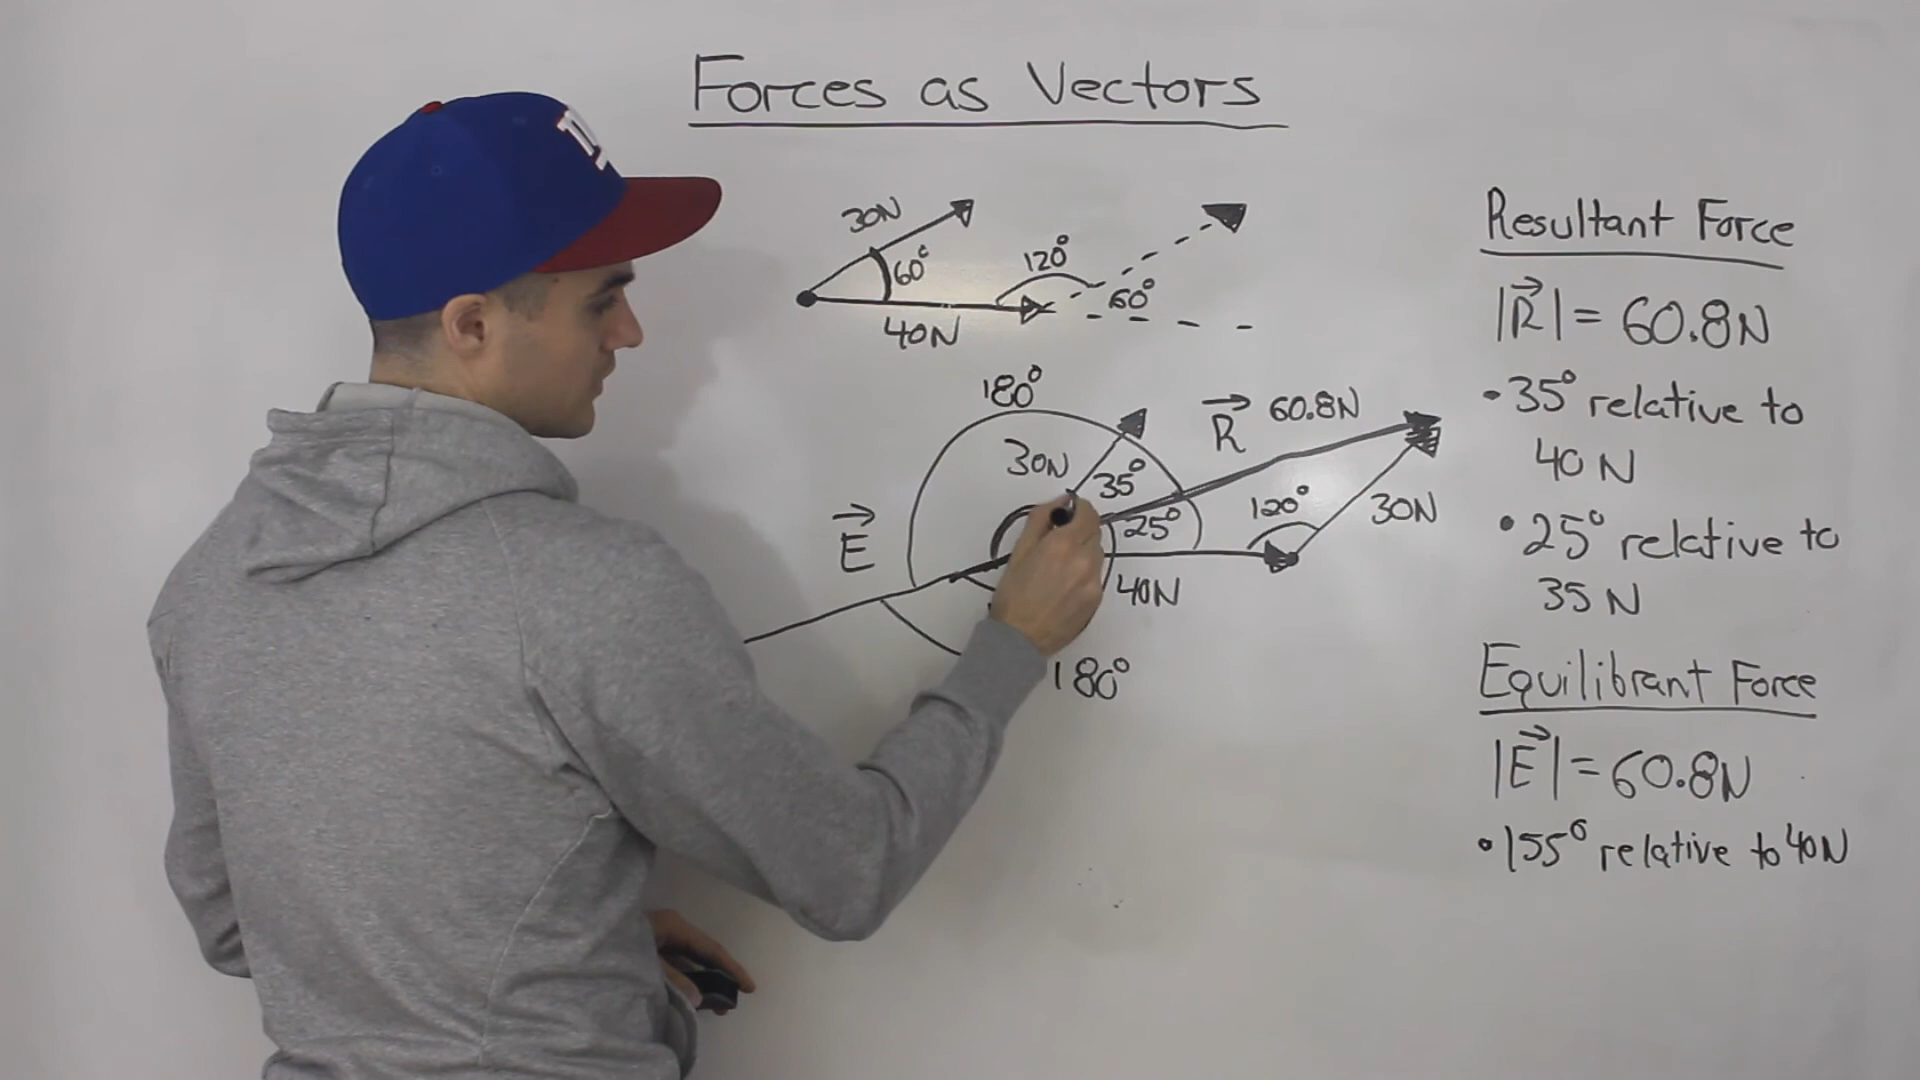 Forces as Vectors
30N
60°
40N
120°
60°
180°
30N
35°
R 60.8N
25°
120°
30N
E
40N
180°
Resultant Force
|R| = 60.8N
• 35° relative to
40 N
• 25° relative to
35 N
Equilibrant Force
|E| = 60.8N
• 155° relative to 40N